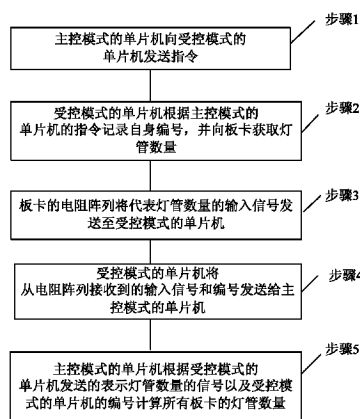 步骤1
主控模式的单片机向受控模式的
单片机发送指令
步骤2
受控模式的单片机根据主控模式的
单片机的指令记录自身编号，并向板卡获取灯
管数量
步骤3
板卡的电阻阵列将代表灯管数量的输入信号发
送至受控模式的单片机
步骤4
受控模式的单片机将
从电阻阵列接收到的输入信号和编号发送给主
控模式的单片机
步骤5
主控模式的单片机根据受控模式的
单片机发送的表示灯管数量的信号以及受控模
式的单片机的编号计算所有板卡的灯管数量